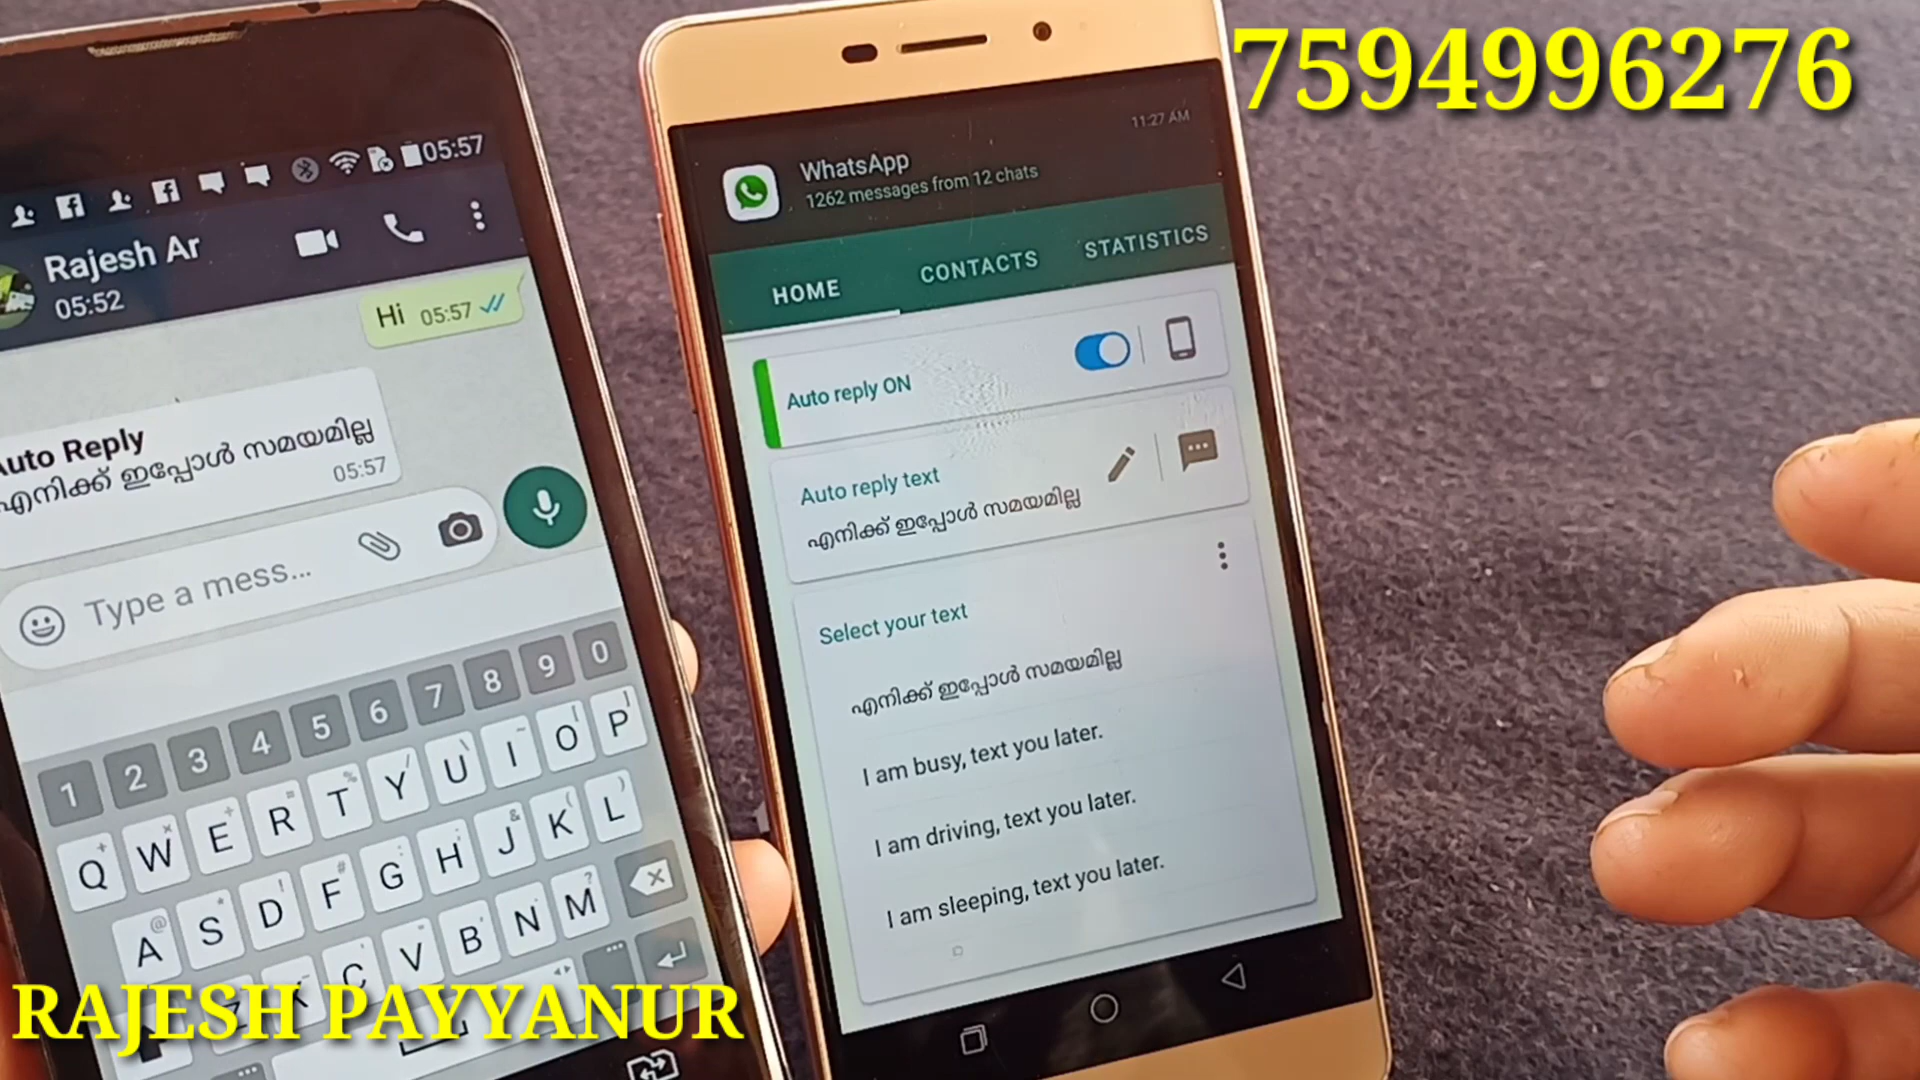 7594996276
05:57
Rajesh Ar
05:52
Hi 05:57
Auto Reply
എനിക്ക് ഇപ്പോൾ സമയമില്ല
05:57
Type a mess...
1 2 3 4 5 6 7 8 9 0
Q W E R T Y U I O P
A S D F G H J K L
C V B N M
11:27 AM
WhatsApp
1262 messages from 12 chats
HOME CONTACTS STATISTICS
Auto reply ON
Auto reply text
എനിക്ക് ഇപ്പോൾ സമയമില്ല
Select your text
എനിക്ക് ഇപ്പോൾ സമയമില്ല
I am busy, text you later.
I am driving, text you later.
I am sleeping, text you later.
RAJESH PAYYANUR